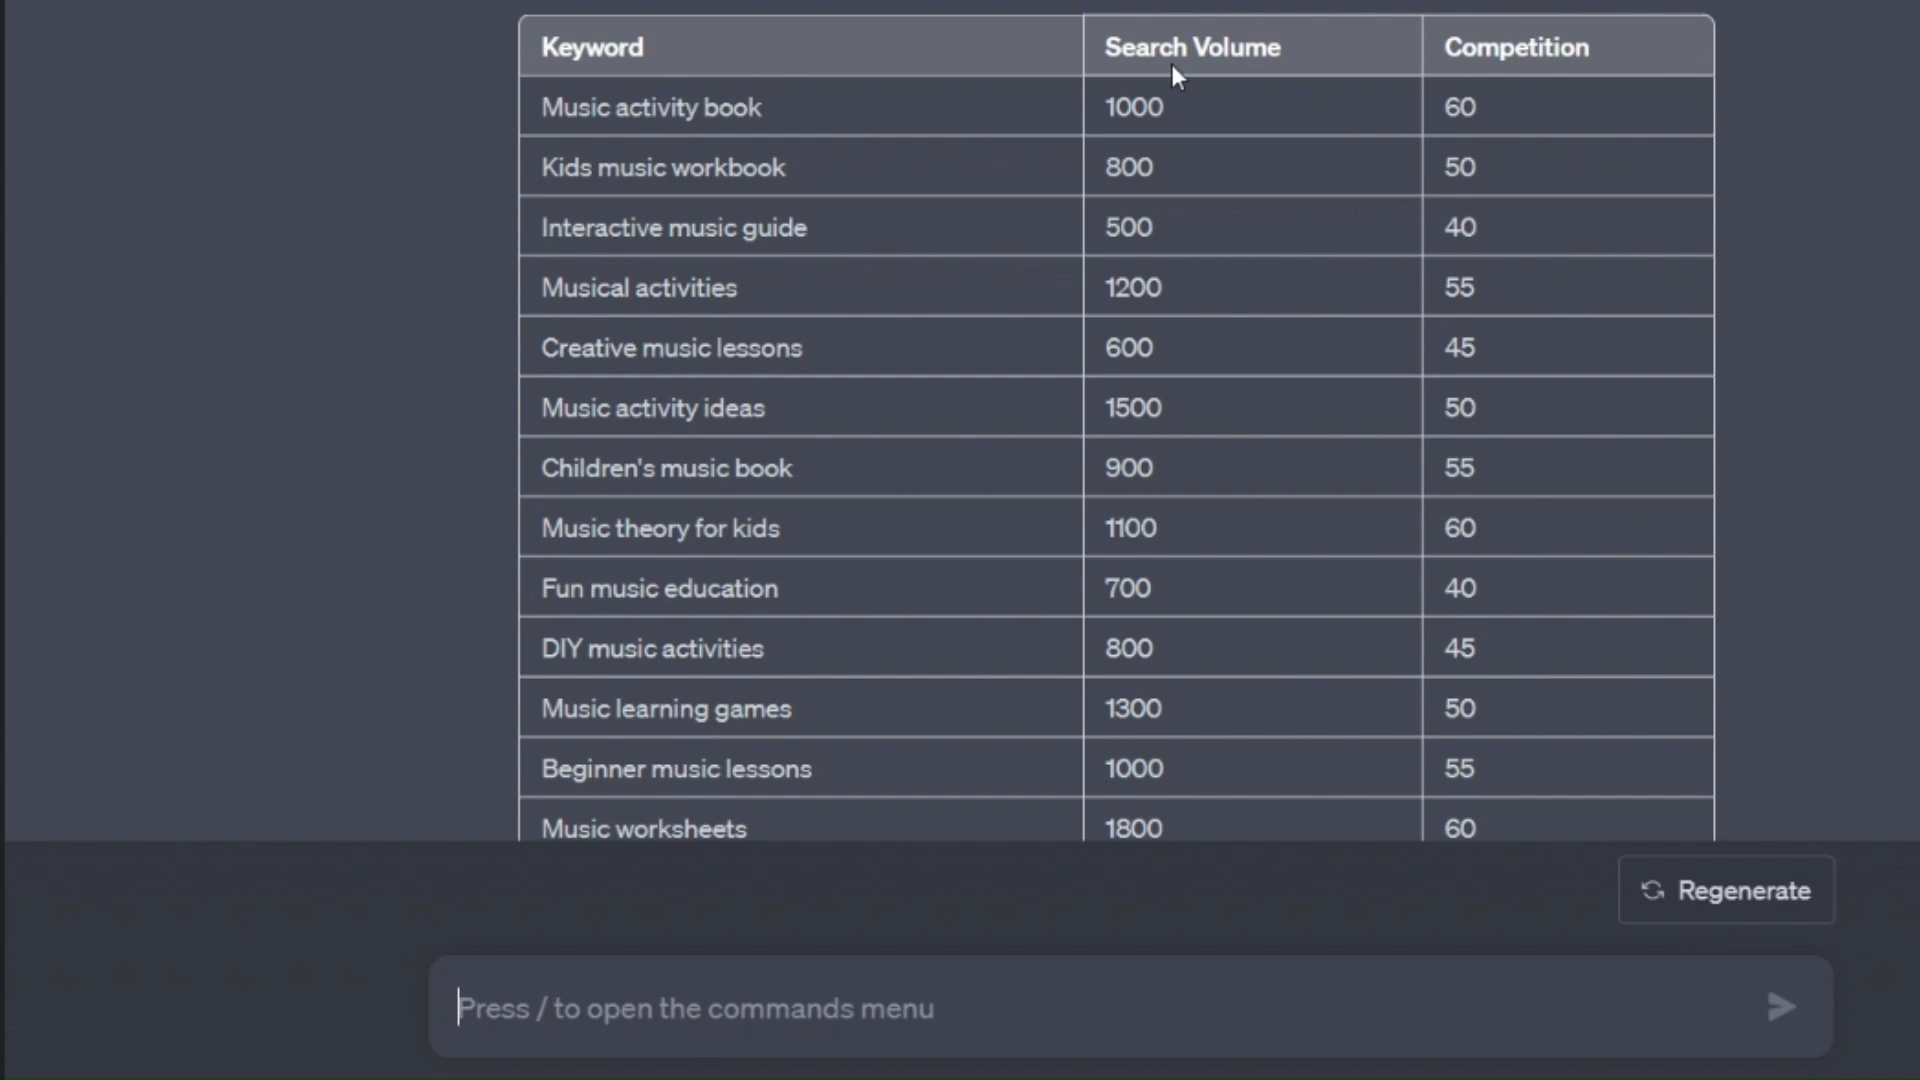 Keyword Search Volume Competition
Music activity book 1000 60
Kids music workbook 800 50
Interactive music guide 500 40
Musical activities 1200 55
Creative music lessons 600 45
Music activity ideas 1500 50
Children's music book 900 55
Music theory for kids 1100 60
Fun music education 700 40
DIY music activities 800 45
Music learning games 1300 50
Beginner music lessons 1000 55
Music worksheets 1800 60
Regenerate
Press / to open the commands menu